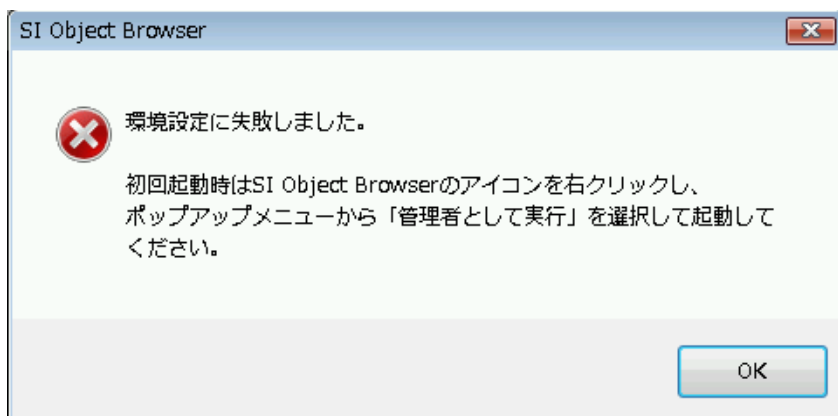 SI Object Browser
環境設定に失敗しました。
初回起動時はSI Object Browserのアイコンを右クリックし、
ポップアップメニューから「管理者として実行」を選択して起動して
ください。
OK